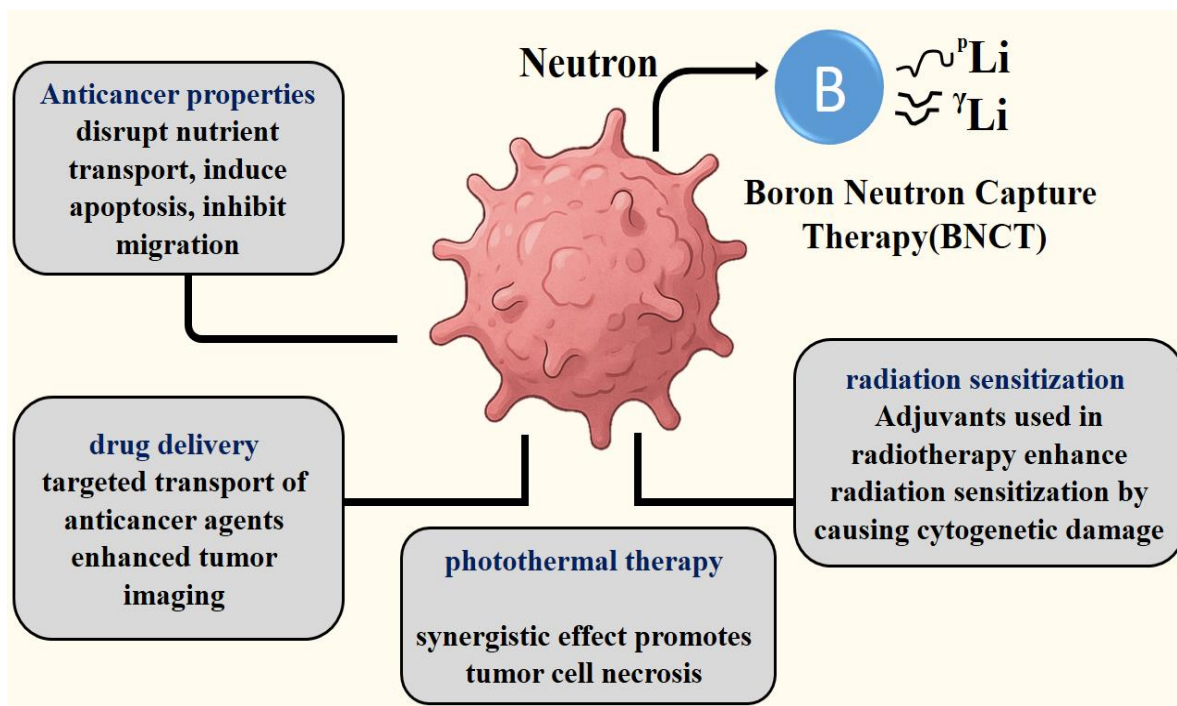 Neutron
B
ᵖLi
ᵞLi
Boron Neutron Capture
Therapy(BNCT)
Anticancer properties
disrupt nutrient
transport, induce
apoptosis, inhibit
migration
drug delivery
targeted transport of
anticancer agents
enhanced tumor
imaging
photothermal therapy
synergistic effect promotes
tumor cell necrosis
radiation sensitization
Adjuvants used in
radiotherapy enhance
radiation sensitization by
causing cytogenetic damage